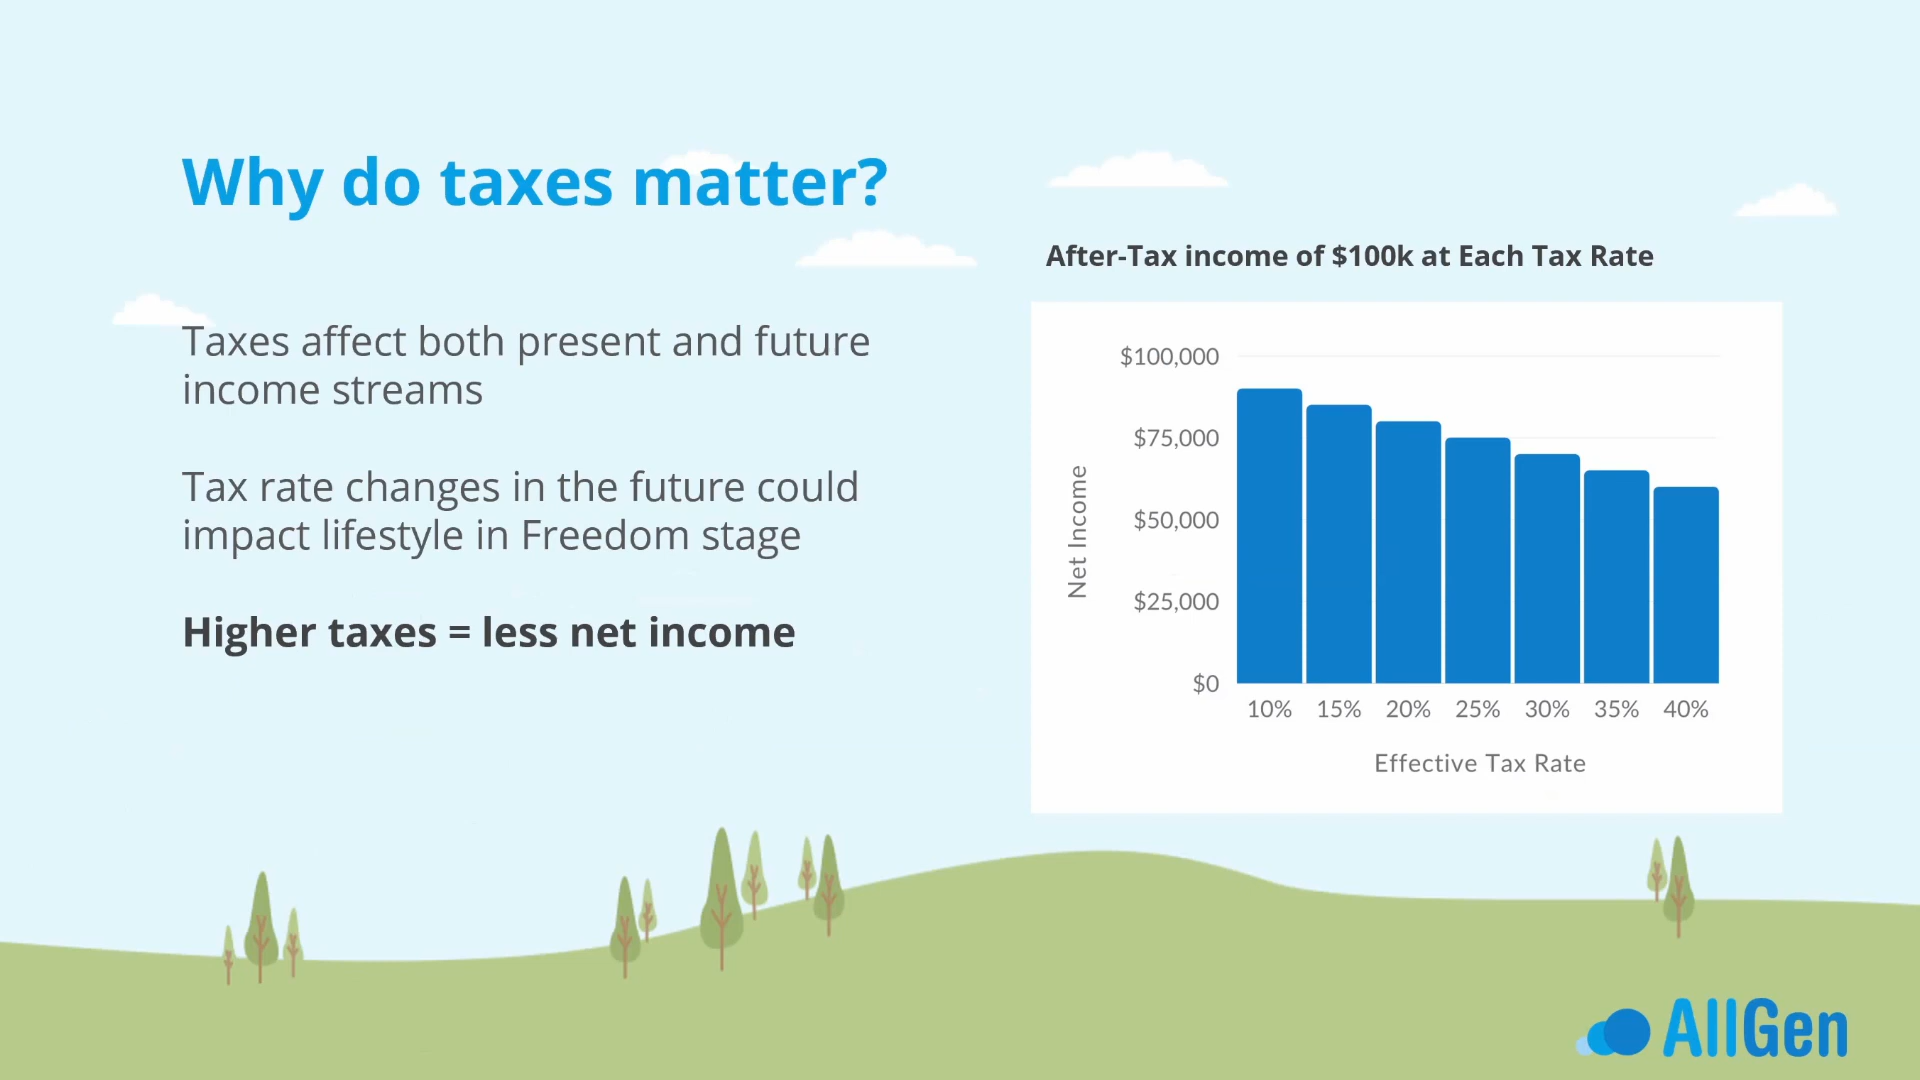 Why do taxes matter?
Taxes affect both present and future
income streams
Tax rate changes in the future could
impact lifestyle in Freedom stage
Higher taxes = less net income
After-Tax income of $100k at Each Tax Rate
Net Income
$100,000
$75,000
$50,000
$25,000
$0
10% 15% 20% 25% 30% 35% 40%
Effective Tax Rate
AllGen